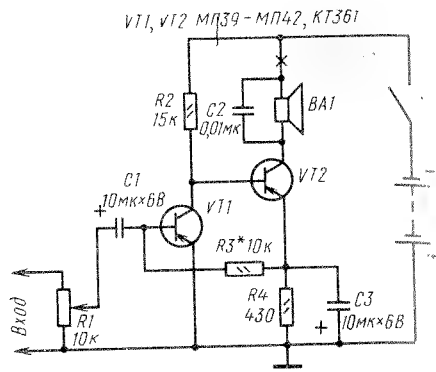 VT1, VT2 МП39-МП42, КТ361
R2
15к
C2
0,01мк
BA1
C1
10мк×6В
VT1
VT2
R3* 10к
R4
430
C3
10мк×6В
Вход
R1
10к
+
+
-
+